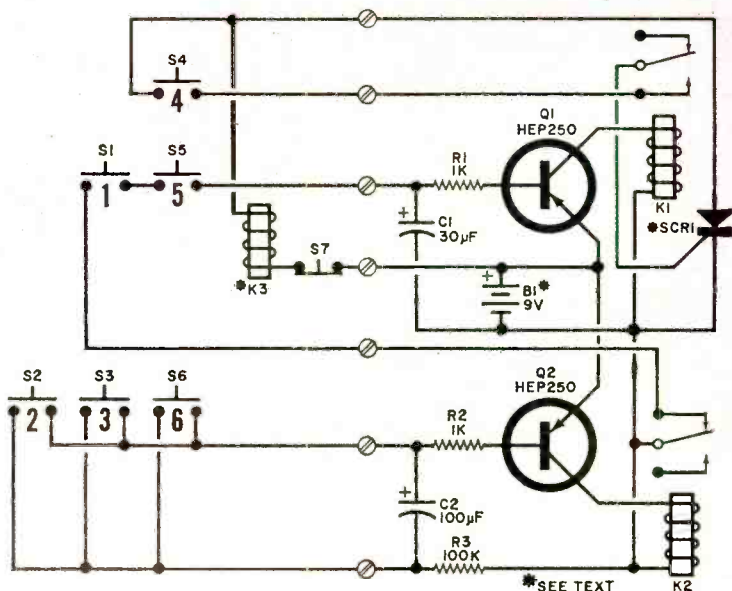 S4
4
Q1
HEP250
S1
S5
R1
1K
K1
1
5
+
C1
30µF
*SCR1
S7
*K3
+
B1*
9V
Q2
HEP250
S2
S3
S6
2
3
6
R2
1K
+
C2
100µF
R3
100K
*SEE TEXT
K2